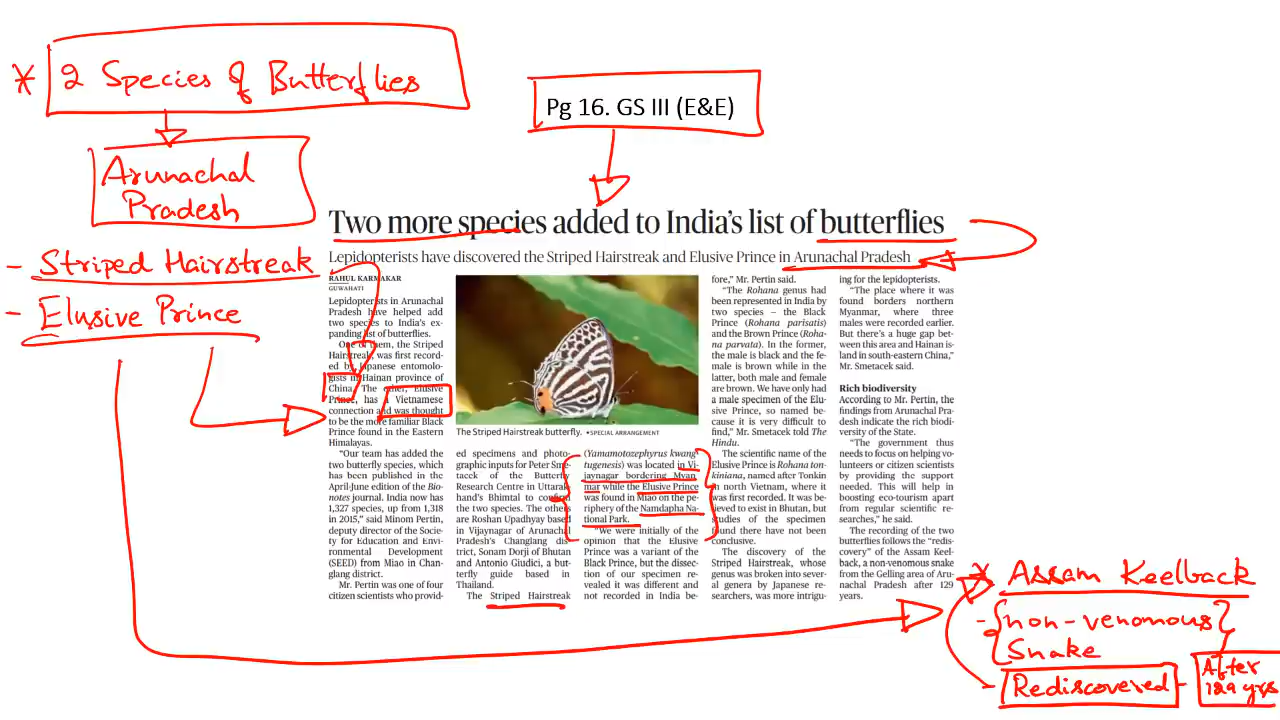 * 2 Species of Butterflies
Arunachal
Pradesh
- Striped Hairstreak
- Elusive Prince
Pg 16. GS III (E&E)
Two more species added to India's list of butterflies
Lepidopterists have discovered the Striped Hairstreak and Elusive Prince in Arunachal Pradesh
RAHUL KARMAKAR
GUWAHATI
Lepidopterists in Arunachal
Pradesh have helped add
two species to India's ex-
panding list of butterflies.
One of them, the Striped
Hairstreak, was first record-
ed by Japanese entomolo-
gists in Hainan province of
China. The other, Elusive
Prince, has a Vietnamese
connection and was thought
to be the more familiar Black
Prince found in the Eastern
Himalayas.
"Our team has added the
two butterfly species, which
has been published in the
April-June edition of the Bio-
notes journal. India now has
1,327 species, up from 1,318
in 2015," said Minom Pertin,
deputy director of the Socie-
ty for Education and Envi-
ronmental Development
(SEED) from Miao in Chan-
glang district.
Mr. Pertin was one of four
citizen scientists who provid-
The Striped Hairstreak butterfly. •SPECIAL ARRANGEMENT
ed specimens and photo-
graphic inputs for Peter Sme-
tacek of the Butterfly
Research Centre in Uttarak-
hand's Bhimtal to confirm
the two species. The others
are Roshan Upadhyay based
in Vijaynagar of Arunachal
Pradesh's Changlang dis-
trict, Sonam Dorji of Bhutan
and Antonio Giudici, a but-
terfly guide based in
Thailand.
The Striped Hairstreak
(Yamamotozephyrus kwang-
tugenesis) was located in Vi-
jaynagar bordering Myan-
mar while the Elusive Prince
was found in Miao on the pe-
riphery of the Namdapha Na-
tional Park.
"We were initially of the
opinion that the Elusive
Prince was a variant of the
Black Prince, but the dissec-
tion of our specimen re-
vealed it was different and
not recorded in India be-
fore," Mr. Pertin said.
"The Rohana genus had
been represented in India by
two species – the Black
Prince (Rohana parisatis)
and the Brown Prince (Roha-
na parvata). In the former,
the male is black and the fe-
male is brown while in the
latter, both male and female
are brown. We have only had
a male specimen of the Elu-
sive Prince, so named be-
cause it is very difficult to
find," Mr. Smetacek told The
Hindu.
The scientific name of the
Elusive Prince is Rohana ton-
kiniana, named after Tonkin
in north Vietnam, where it
was first recorded. It was be-
lieved to exist in Bhutan, but
studies of the specimen
found there have not been
conclusive.
The discovery of the
Striped Hairstreak, whose
genus was broken into sever-
al genera by Japanese re-
searchers, was more intrigu-
ing for the lepidopterists.
"The place where it was
found borders northern
Myanmar, where three
males were recorded earlier.
But there's a huge gap bet-
ween this area and Hainan is-
land in south-eastern China,"
Mr. Smetacek said.
Rich biodiversity
According to Mr. Pertin, the
findings from Arunachal Pra-
desh indicate the rich biodi-
versity of the State.
"The government thus
needs to focus on helping vo-
lunteers or citizen scientists
by providing the support
needed. This will help in
boosting eco-tourism apart
from regular scientific re-
searches," he said.
The recording of the two
butterflies follows the "redis-
covery" of the Assam Keel-
back, a non-venomous snake
from the Gelling area of Aru-
nachal Pradesh after 129
years.
* Assam Keelback
- non-venomous
Snake
- Rediscovered - After
129 yrs